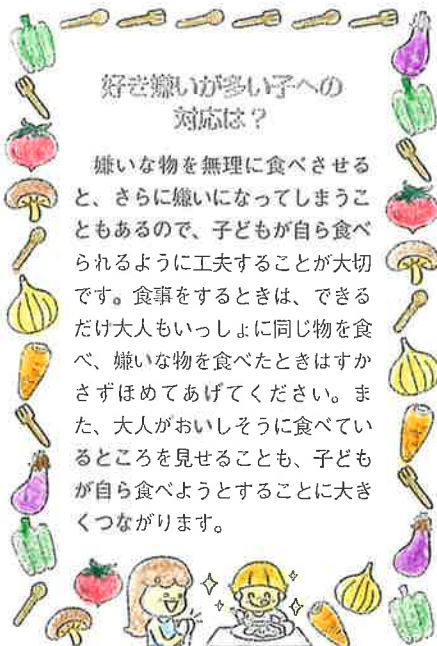 好き嫌いが多い子への
対応は？
嫌いな物を無理に食べさせる
と、さらに嫌いになってしまうこ
ともあるので、子どもが自ら食べ
られるように工夫することが大切
です。食事をするときは、できる
だけ大人もいっしょに同じ物を食
べ、嫌いな物を食べたときはすか
さずほめてあげてください。ま
た、大人がおいしそうに食べてい
るところを見せることも、子ども
が自ら食べようとすることに大き
くつながります。